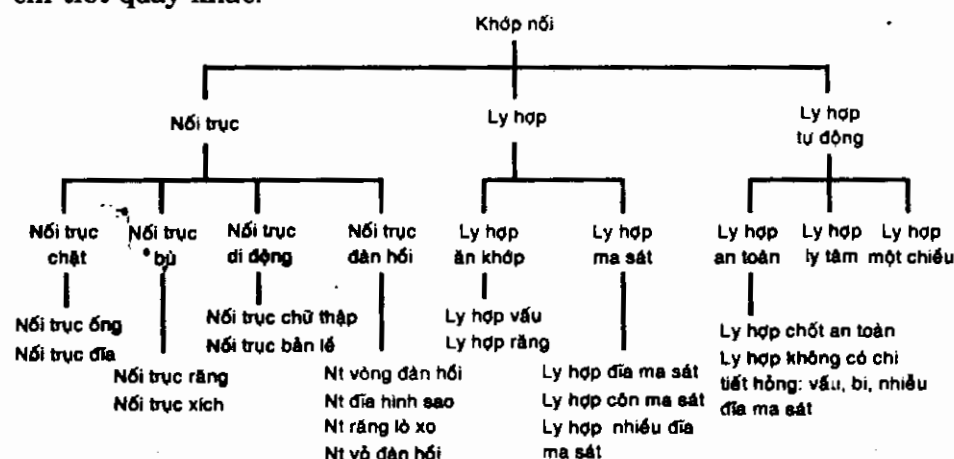 chi tiết quay khác.
Khớp nối
Nối trục
Ly hợp
Ly hợp
tự động
Nối trục
chặt
Nối trục
bù
Nối trục
di động
Nối trục
đàn hồi
Ly hợp
ăn khớp
Ly hợp
ma sát
Ly hợp
an toàn
Ly hợp
ly tâm
Ly hợp
một chiều
Nối trục ống
Nối trục đĩa
Nối trục răng
Nối trục xích
Nối trục chữ thập
Nối trục bản lề
Nt vòng đàn hồi
Nt đĩa hình sao
Nt răng lò xo
Nt vỏ đàn hồi
Ly hợp vấu
Ly hợp răng
Ly hợp đĩa ma sát
Ly hợp côn ma sát
Ly hợp nhiều đĩa
ma sát
Ly hợp chốt an toàn
Ly hợp không có chi
tiết hỏng: vấu, bi, nhiều
đĩa ma sát